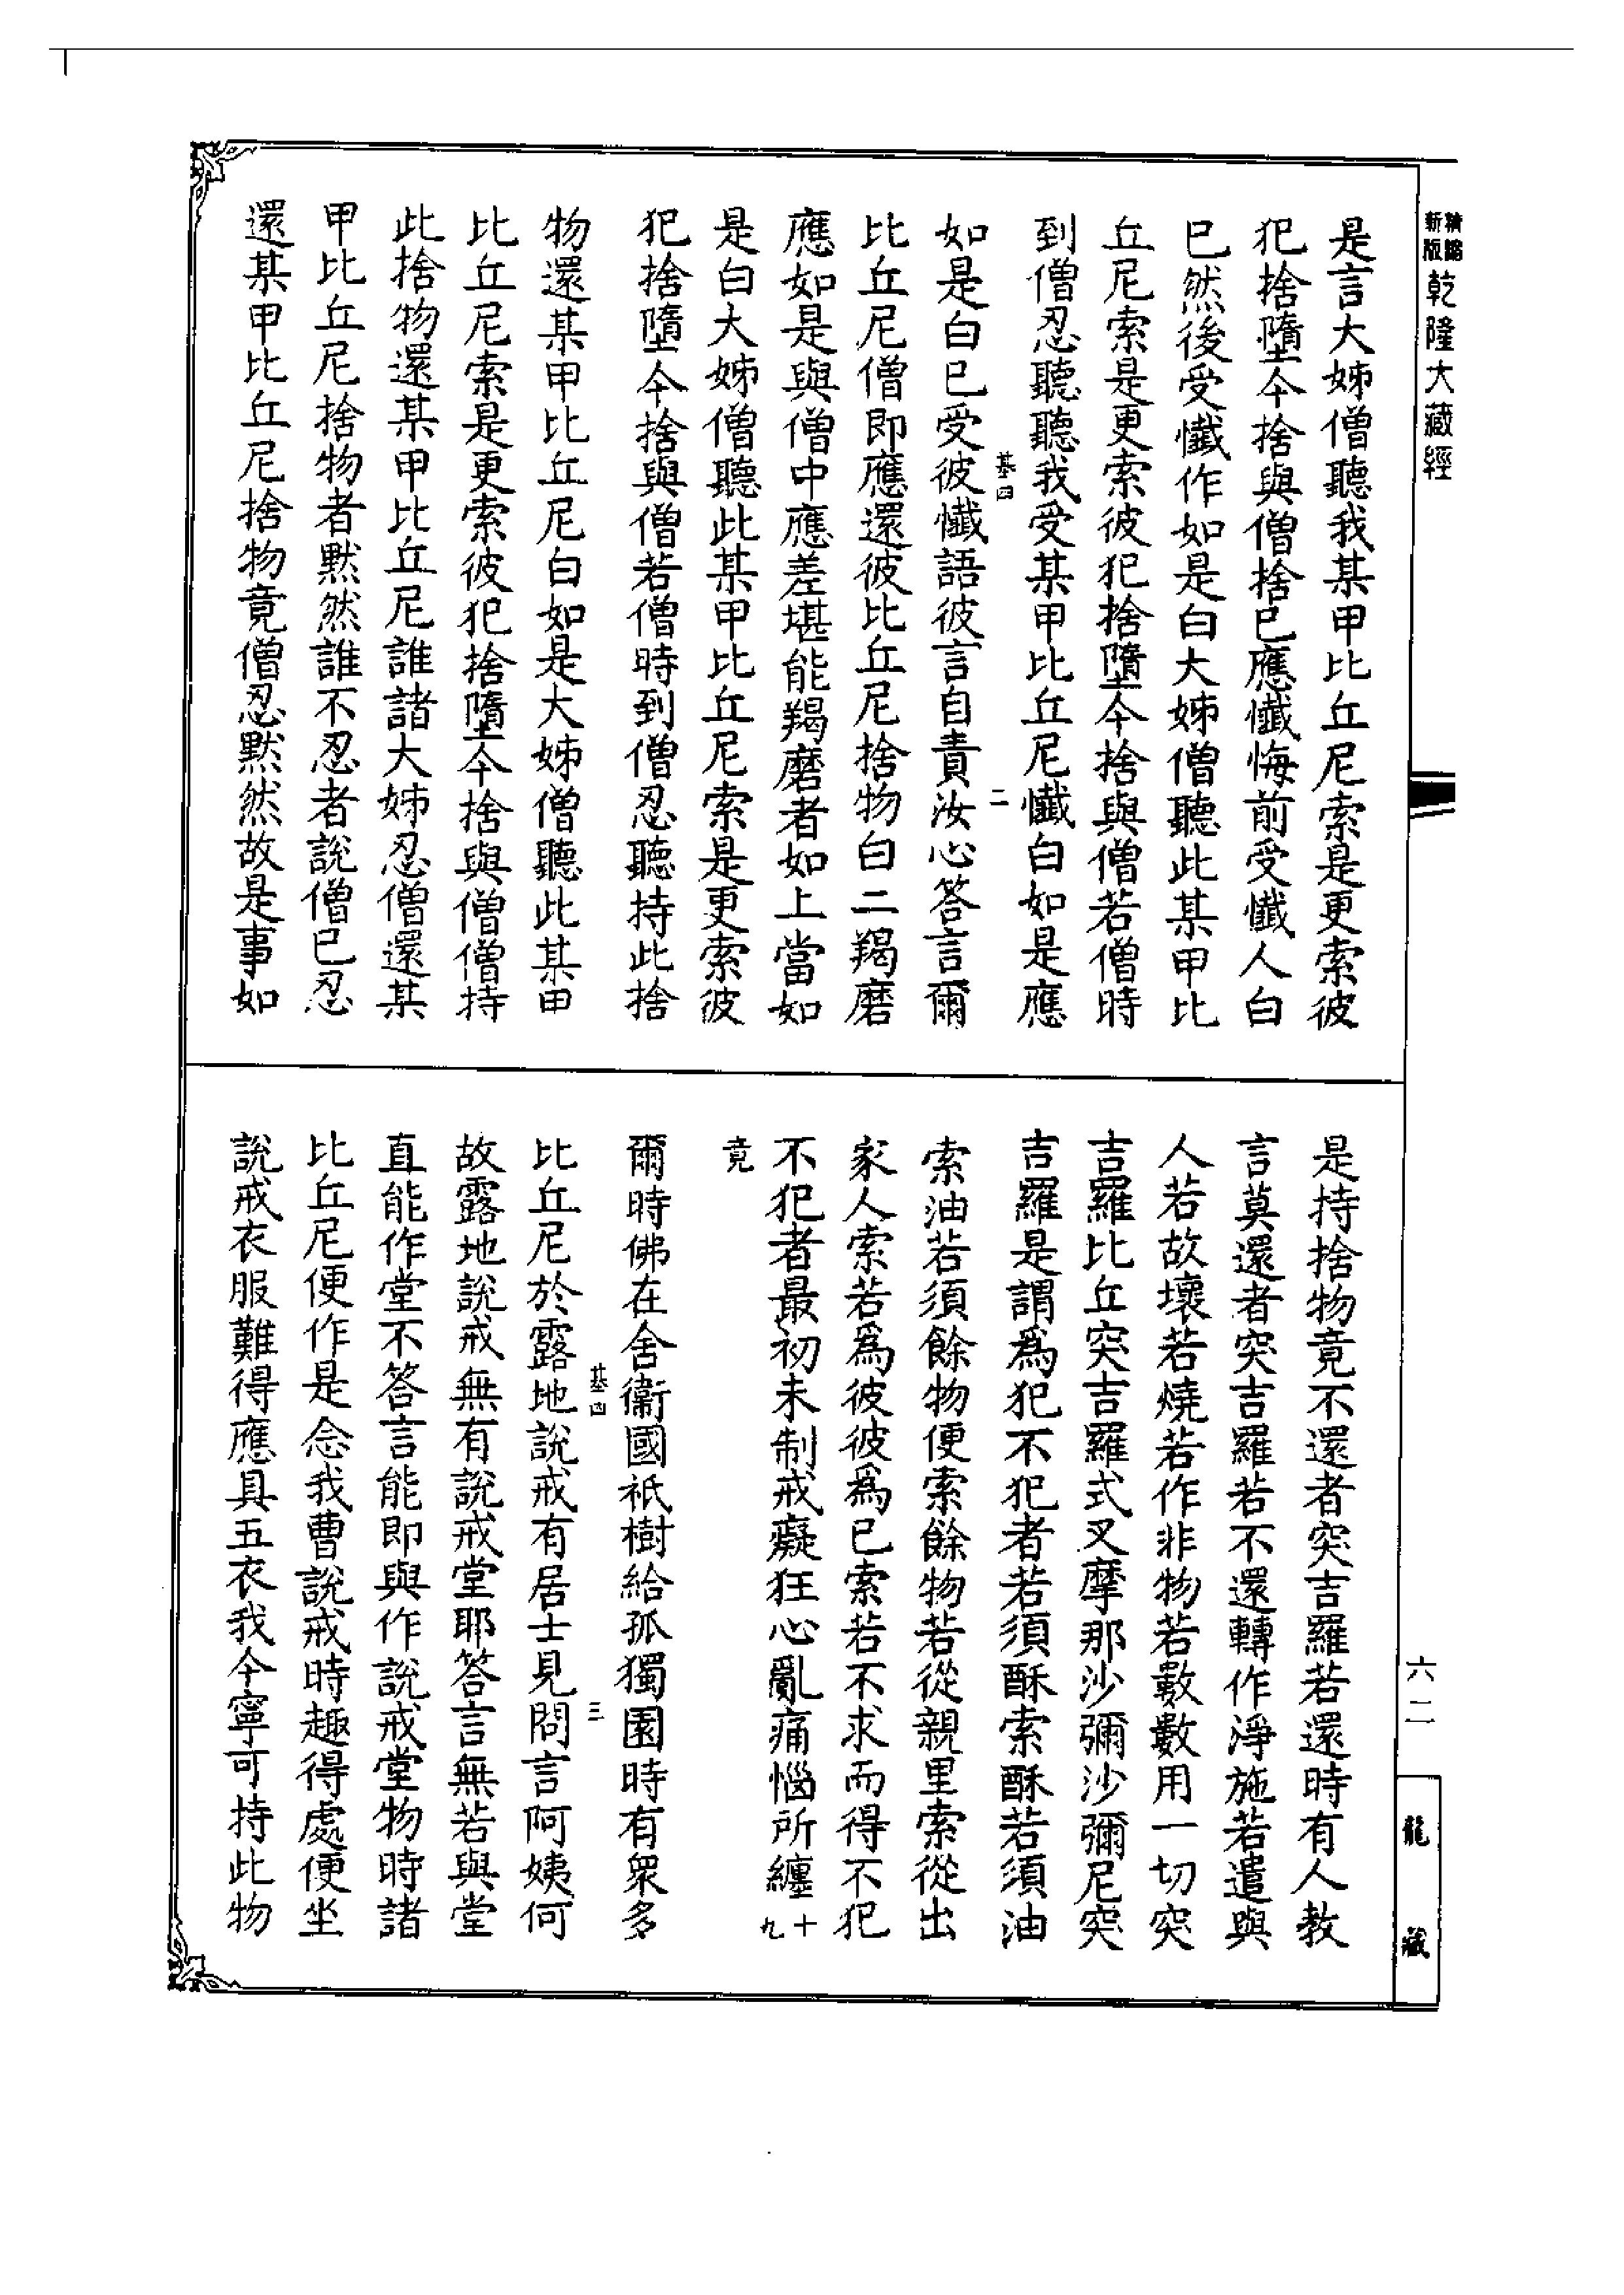 精縮
新版
乾隆大藏經
是言大姊僧聽我某甲比丘尼索是更索彼
犯捨墮今捨與僧捨已應懺悔前受懺人白
已然後受懺作如是白大姊僧聽此某甲比
丘尼索是更索彼犯捨墮今捨與僧若僧時
到僧忍聽聽我受某甲比丘尼懺白如是應
基四
二
如是白已受彼懺語彼言自責汝心答言爾
比丘尼僧即應還彼比丘尼捨物白二羯磨
應如是與僧中應差堪能羯磨者如上當如
是白大姊僧聽此某甲比丘尼索是更索彼
犯捨墮今捨與僧若僧時到僧忍聽持此捨
物還某甲比丘尼白如是大姊僧聽此某甲
比丘尼索是更索彼犯捨墮今捨與僧僧持
此捨物還某甲比丘尼誰諸大姊忍僧還某
甲比丘尼捨物者默然誰不忍者說僧已忍
還某甲比丘尼捨物竟僧忍默然故是事如
是持捨物竟不還者突吉羅若還時有人教
言莫還者突吉羅若不還轉作淨施若遣與
人若故壞若燒若作非物若數數用一切突
吉羅比丘突吉羅式叉摩那沙彌沙彌尼突
吉羅是謂為犯不犯者若須酥索酥若須油
索油若須餘物便索餘物若從親里索從出
家人索若為彼彼為已索若不求而得不犯
不犯者最初未制戒癡狂心亂痛惱所纏十九
竟
爾時佛在舍衞國祇樹給孤獨園時有眾多
基四
三
比丘尼於露地說戒有居士見問言阿姨何
故露地說戒無有說戒堂耶答言無若與堂
直能作堂不答言能即與作說戒堂物時諸
比丘尼便作是念我曹說戒時趣得處便坐
說戒衣服難得應具五衣我今寧可持此物
六二
龍藏